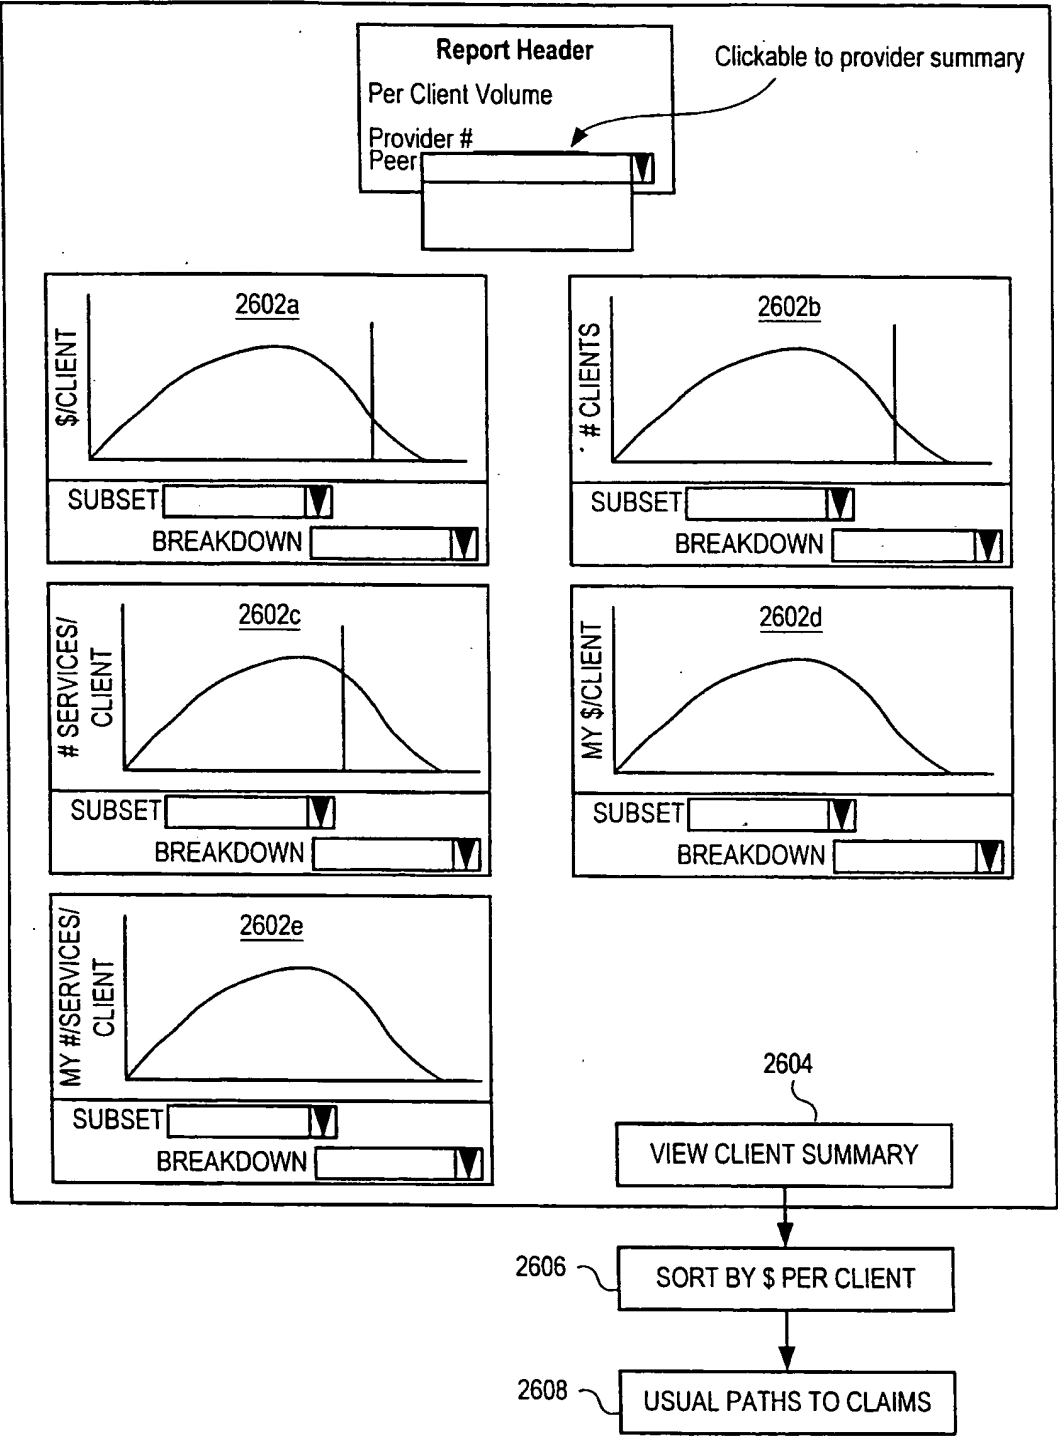 Report Header
Clickable to provider summary
Per Client Volume
Provider #
Peer
2602a
$/CLIENT
SUBSET
BREAKDOWN
2602b
# CLIENTS
SUBSET
BREAKDOWN
2602c
# SERVICES/
CLIENT
SUBSET
BREAKDOWN
2602d
MY $/CLIENT
SUBSET
BREAKDOWN
2602e
MY #/SERVICES/
CLIENT
SUBSET
BREAKDOWN
2604
VIEW CLIENT SUMMARY
2606
SORT BY $ PER CLIENT
2608
USUAL PATHS TO CLAIMS